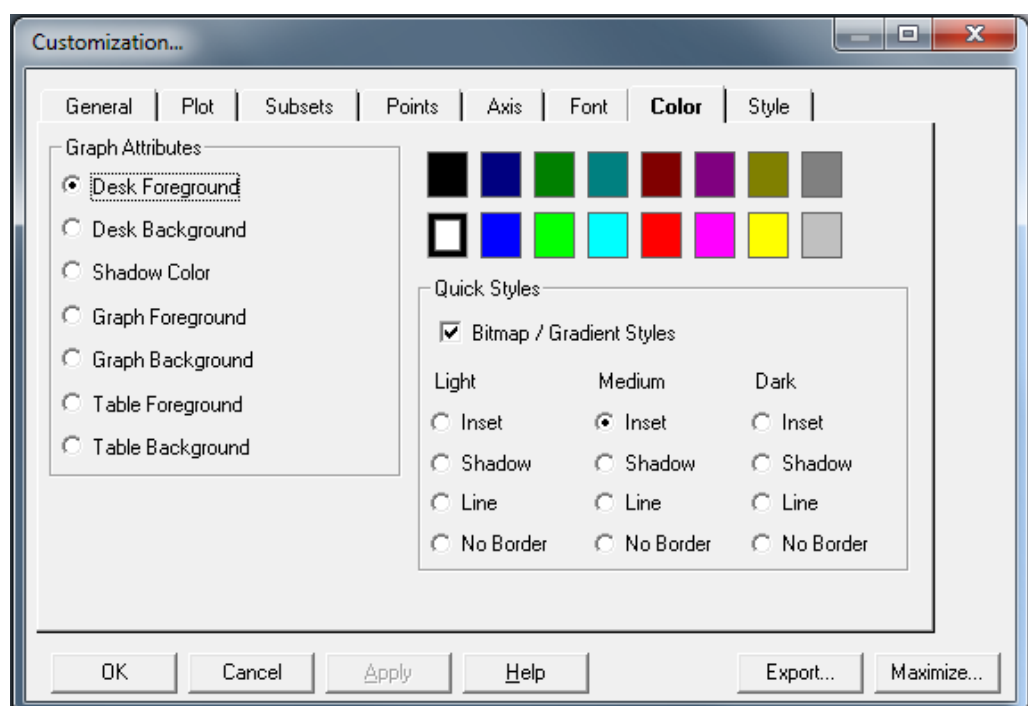 Customization...
General Plot Subsets Points Axis Font Color Style
Graph Attributes
Desk Foreground
Desk Background
Shadow Color
Graph Foreground
Graph Background
Table Foreground
Table Background
Quick Styles
Bitmap / Gradient Styles
Light Medium Dark
Inset Inset Inset
Shadow Shadow Shadow
Line Line Line
No Border No Border No Border
OK Cancel Apply Help Export... Maximize...